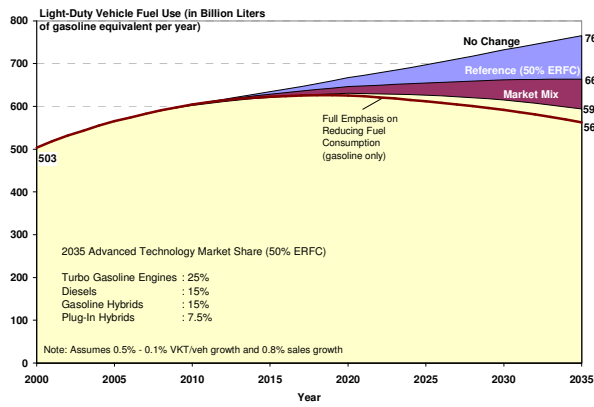 Light-Duty Vehicle Fuel Use (in Billion Liters
of gasoline equivalent per year)
800
700
600
500
400
300
200
100
0
No Change
76
Reference (50% ERFC)
66
Market Mix
59
56
Full Emphasis on
Reducing Fuel
Consumption
(gasoline only)
503
2035 Advanced Technology Market Share (50% ERFC)
Turbo Gasoline Engines : 25%
Diesels : 15%
Gasoline Hybrids : 15%
Plug-In Hybrids : 7.5%
Note: Assumes 0.5% - 0.1% VKT/veh growth and 0.8% sales growth
2000 2005 2010 2015 2020 2025 2030 2035
Year